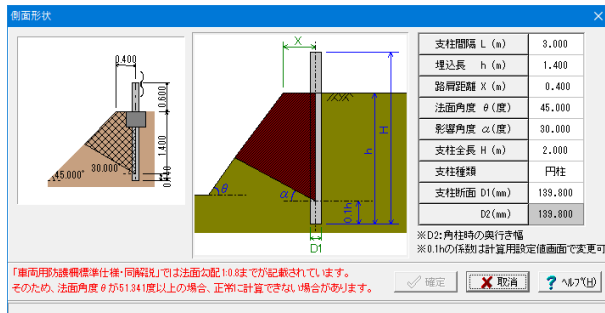 側面形状
0.400
0.600
1.400
0.140
45.000°
30.000°
X
H
h
θ
α
0.1h
D1
支柱間隔 L (m) 3.000
埋込長 h (m) 1.400
路肩距離 X (m) 0.400
法面角度 θ(度) 45.000
影響角度 α(度) 30.000
支柱全長 H (m) 2.000
支柱種類 円柱
支柱断面 D1(mm) 139.800
D2(mm) 139.800
※D2:角柱時の奥行き幅
※0.1hの係数は計算用設定値画面で変更可
「車両用防護柵標準仕様・同解説」では法面勾配1:0.8までが記載されています。
そのため、法面角度θが51.341度以上の場合、正常に計算できない場合があります。
確定
取消
? ヘルプ(H)